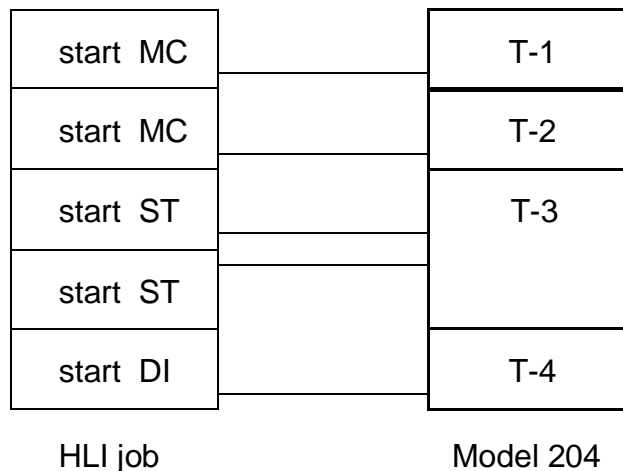 start MC T-1
start MC T-2
start ST T-3
start ST
start DI T-4
HLI job Model 204